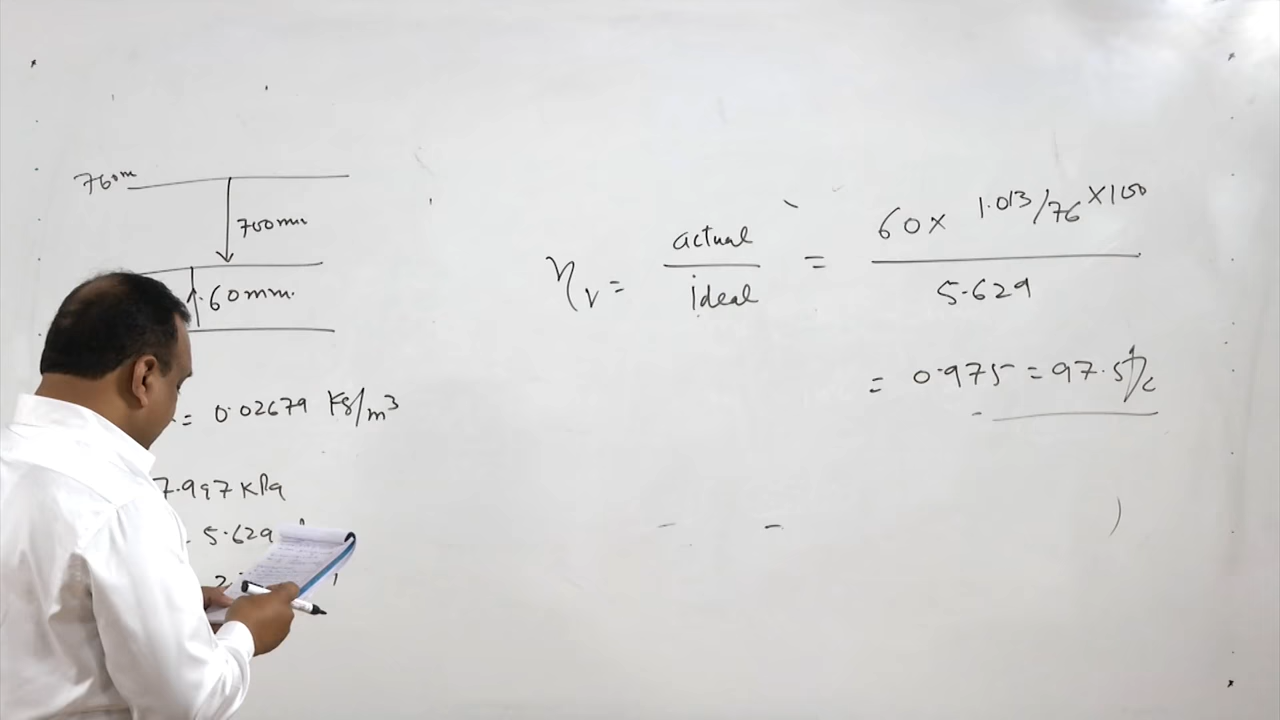 760m
700mm
60mm.
= 0.02679 Kg/m³
7.997 KPa
5.629
ηv = actual / ideal = 60 x 1.013/76 x 100 / 5.629
= 0.975 = 97.5%